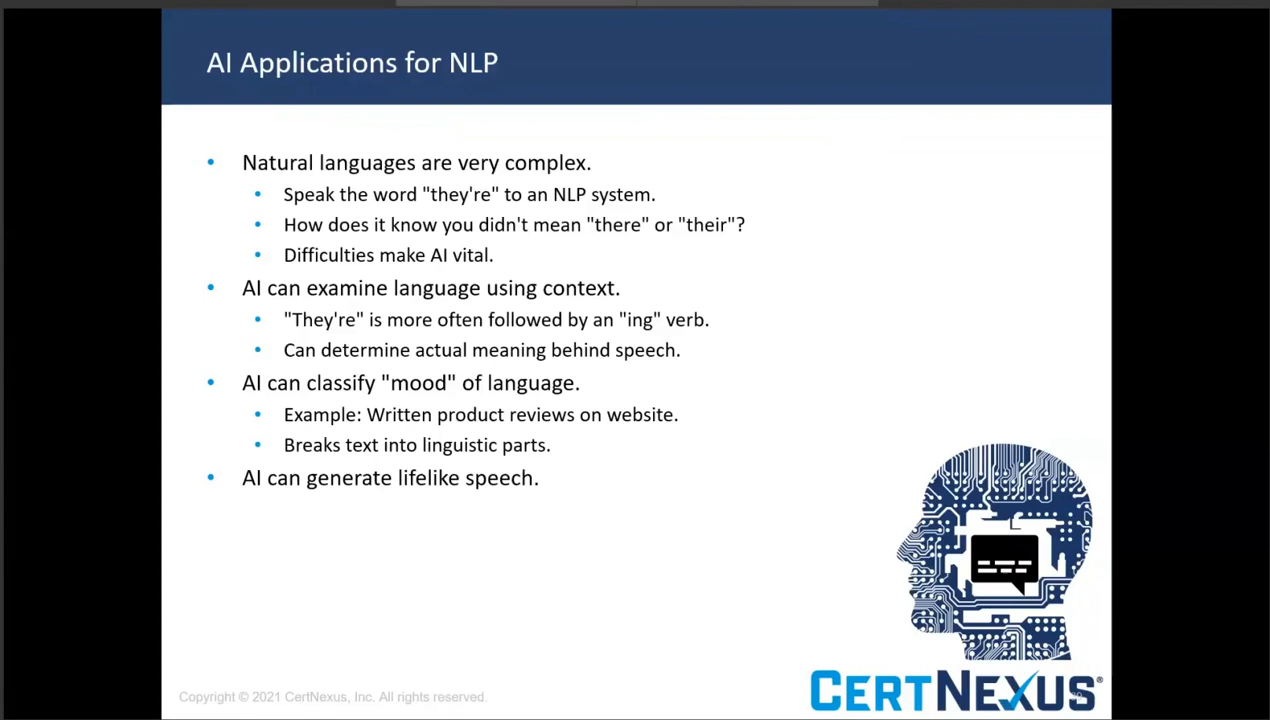 AI Applications for NLP
• Natural languages are very complex.
• Speak the word "they're" to an NLP system.
• How does it know you didn't mean "there" or "their"?
• Difficulties make AI vital.
• AI can examine language using context.
• "They're" is more often followed by an "ing" verb.
• Can determine actual meaning behind speech.
• AI can classify "mood" of language.
• Example: Written product reviews on website.
• Breaks text into linguistic parts.
• AI can generate lifelike speech.
Copyright © 2021 CertNexus, Inc. All rights reserved.
CERTNEXUS®